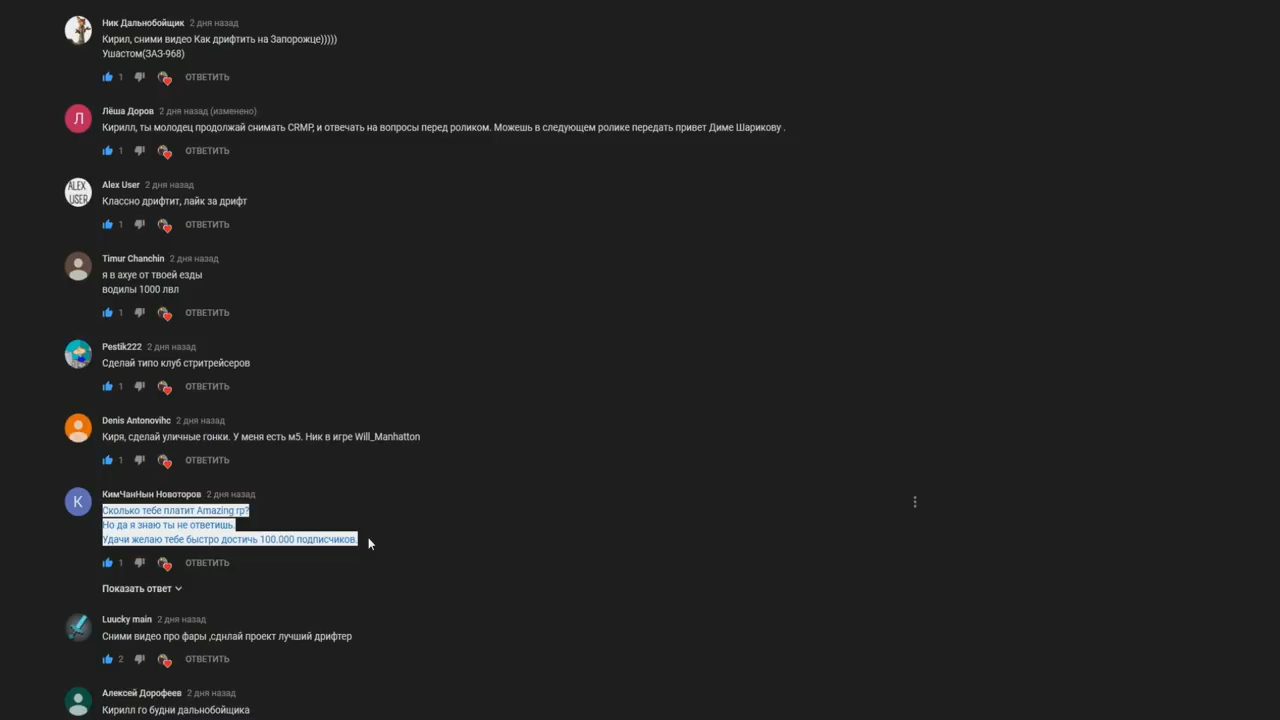 Ник Дальнобойщик 2 дня назад
Кирил, сними видео Как дрифтить на Запорожце)))))
Ушастом(ЗАЗ-968)
1 ОТВЕТИТЬ
Л
Лёша Доров 2 дня назад (изменено)
Кирилл, ты молодец продолжай снимать CRMP, и отвечать на вопросы перед роликом. Можешь в следующем ролике передать привет Диме Шарикову .
1 ОТВЕТИТЬ
ALEX
USER
Alex User 2 дня назад
Классно дрифтит, лайк за дрифт
1 ОТВЕТИТЬ
Timur Chanchin 2 дня назад
я в ахуе от твоей езды
водилы 1000 лвл
1 ОТВЕТИТЬ
Pestik222 2 дня назад
Сделай типо клуб стритрейсеров
1 ОТВЕТИТЬ
Denis Antonovihc 2 дня назад
Киря, сделай уличные гонки. У меня есть м5. Ник в игре Will_Manhatton
1 ОТВЕТИТЬ
К
КимЧанНын Новоторов 2 дня назад
Сколько тебе платит Amazing rp?
Но да я знаю ты не ответишь.
Удачи желаю тебе быстро достичь 100.000 подписчиков.
1 ОТВЕТИТЬ
Показать ответ
Luucky main 2 дня назад
Сними видео про фары ,сднлай проект лучший дрифтер
2 ОТВЕТИТЬ
Алексей Дорофеев 2 дня назад
Кирилл го будни дальнобойщика